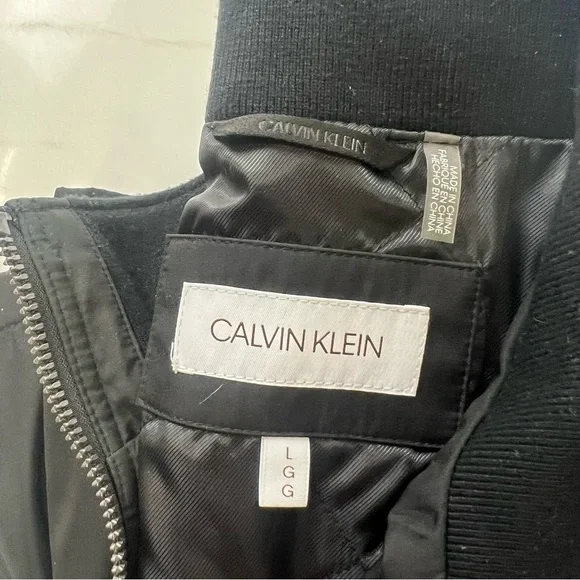 CALVIN KLEIN
MADE IN CHINA
FABRIQUÉ EN CHINE
HECHO EN CHINA
CALVIN KLEIN
L
G
G